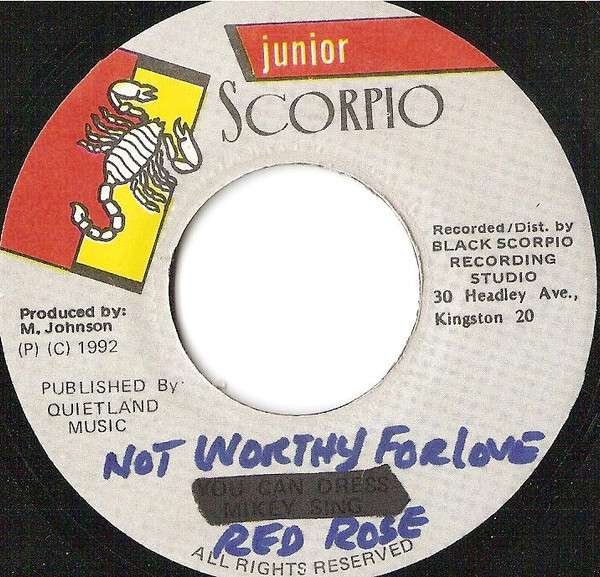 junior
SCORPIO
Recorded/Dist. by
BLACK SCORPIO
RECORDING
STUDIO
30 Headley Ave.,
Kingston 20
Produced by:
M. Johnson
(P) (C) 1992
PUBLISHED By
QUIETLAND
MUSIC
NOT WORTHY FOR LOVE
YOU CAN DRESS
MIKEY SING
RED ROSE
ALL RIGHTS RESERVED